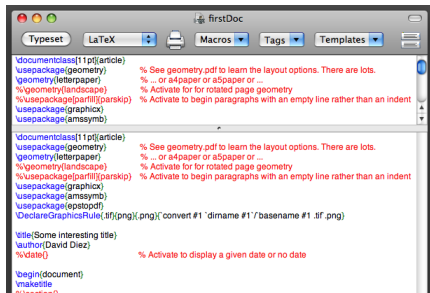 firstDoc
Typeset LaTeX Macros Tags Templates
\documentclass[11pt]{article}
\usepackage{geometry} % See geometry.pdf to learn the layout options. There are lots.
\geometry{letterpaper} % ... or a4paper or a5paper or ...
%\geometry{landscape} % Activate for for rotated page geometry
%\usepackage[parfill]{parskip} % Activate to begin paragraphs with an empty line rather than an indent
\usepackage{graphicx}
\usepackage{amssymb}
\documentclass[11pt]{article}
\usepackage{geometry} % See geometry.pdf to learn the layout options. There are lots.
\geometry{letterpaper} % ... or a4paper or a5paper or ...
%\geometry{landscape} % Activate for for rotated page geometry
%\usepackage[parfill]{parskip} % Activate to begin paragraphs with an empty line rather than an indent
\usepackage{graphicx}
\usepackage{amssymb}
\usepackage{epstopdf}
\DeclareGraphicsRule{.tif}{png}{.png}{`convert #1 `dirname #1`/`basename #1 .tif`.png}
\title{Some interesting title}
\author{David Diez}
%\date{} % Activate to display a given date or no date
\begin{document}
\maketitle
%\section{}